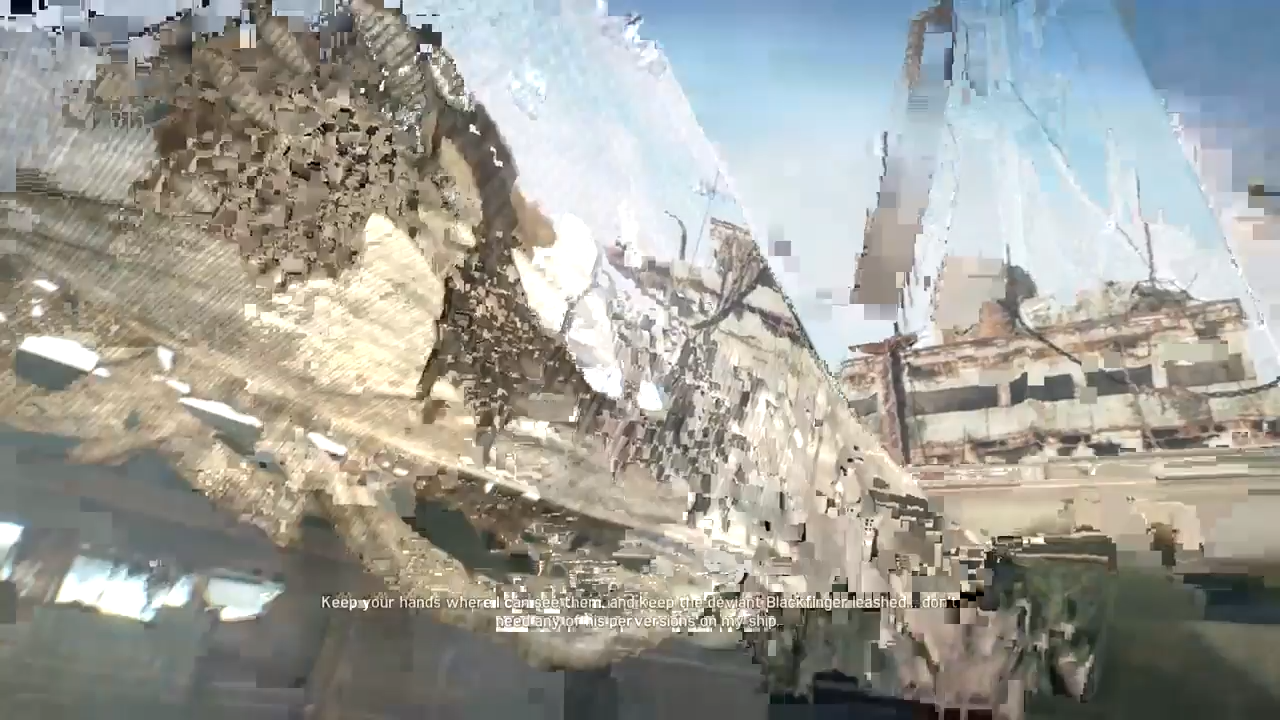 Keep your hands where I can see them, and keep the deviant Blackfinger leashed... don't
need any of his perversions on my ship.